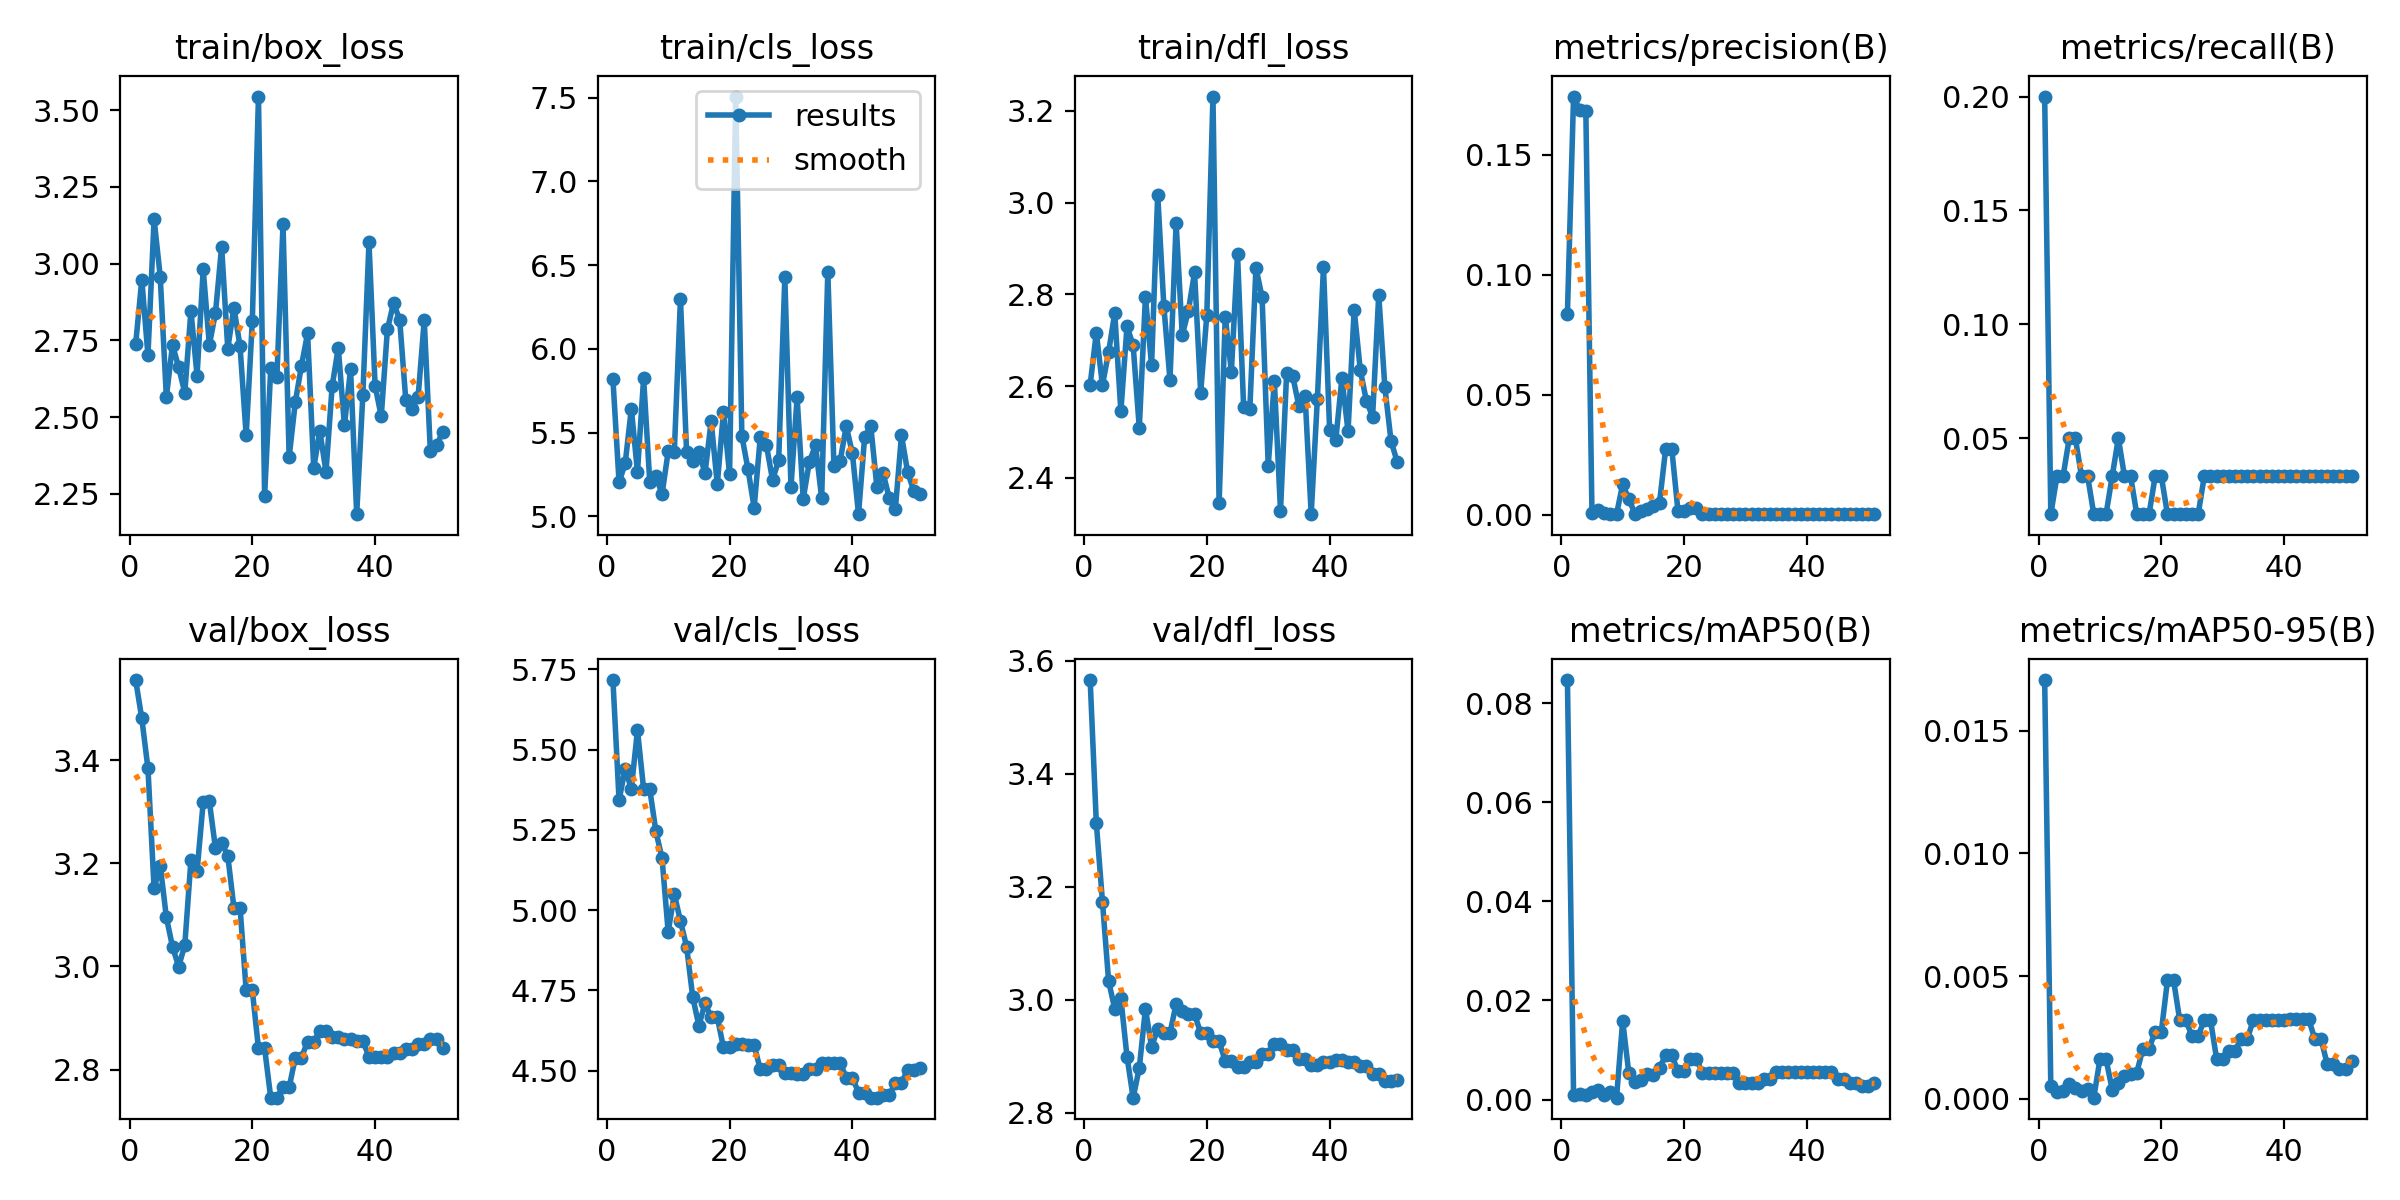 train/box_loss
3.50
3.25
3.00
2.75
2.50
2.25
0 20 40
train/cls_loss
results
smooth
7.5
7.0
6.5
6.0
5.5
5.0
0 20 40
train/dfl_loss
3.2
3.0
2.8
2.6
2.4
0 20 40
metrics/precision(B)
0.15
0.10
0.05
0.00
0 20 40
metrics/recall(B)
0.20
0.15
0.10
0.05
0 20 40
val/box_loss
3.4
3.2
3.0
2.8
0 20 40
val/cls_loss
5.75
5.50
5.25
5.00
4.75
4.50
0 20 40
val/dfl_loss
3.6
3.4
3.2
3.0
2.8
0 20 40
metrics/mAP50(B)
0.08
0.06
0.04
0.02
0.00
0 20 40
metrics/mAP50-95(B)
0.015
0.010
0.005
0.000
0 20 40